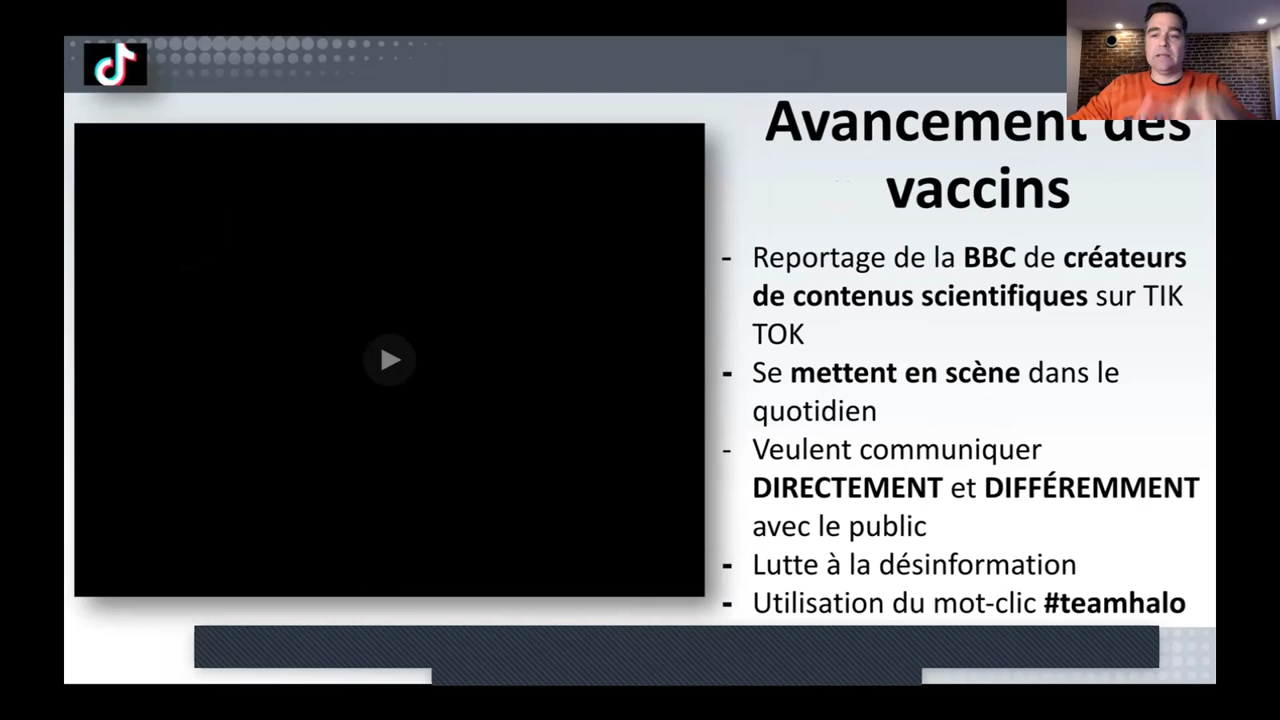 Avancement des
vaccins
- Reportage de la BBC de créateurs
de contenus scientifiques sur TIK
TOK
- Se mettent en scène dans le
quotidien
- Veulent communiquer
DIRECTEMENT et DIFFÉREMMENT
avec le public
- Lutte à la désinformation
- Utilisation du mot-clic #teamhalo